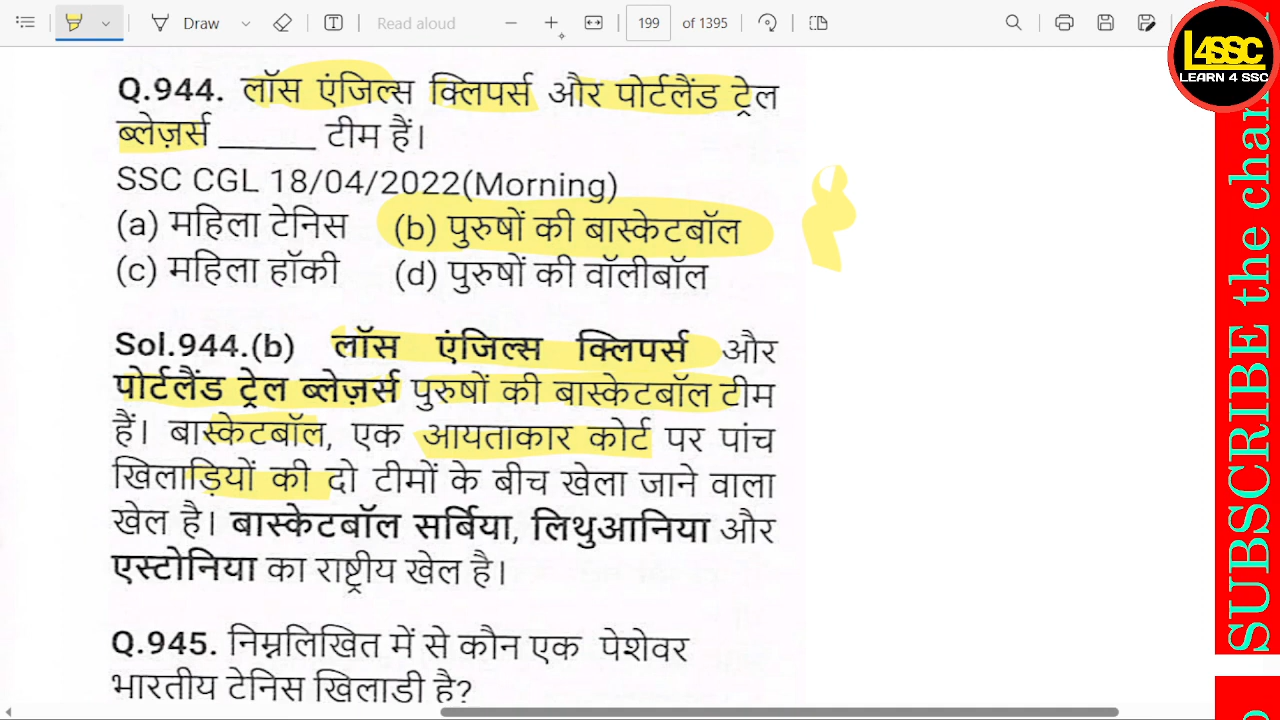 Draw
Read aloud
199 of 1395
L4SSC
LEARN 4 SSC
Q.944. लॉस एंजिल्स क्लिपर्स और पोर्टलैंड ट्रेल
ब्लेज़र्स ______ टीम हैं।
SSC CGL 18/04/2022(Morning)
(a) महिला टेनिस (b) पुरुषों की बास्केटबॉल
(c) महिला हॉकी (d) पुरुषों की वॉलीबॉल
Sol.944.(b) लॉस एंजिल्स क्लिपर्स और
पोर्टलैंड ट्रेल ब्लेज़र्स पुरुषों की बास्केटबॉल टीम
हैं। बास्केटबॉल, एक आयताकार कोर्ट पर पांच
खिलाड़ियों की दो टीमों के बीच खेला जाने वाला
खेल है। बास्केटबॉल सर्बिया, लिथुआनिया और
एस्टोनिया का राष्ट्रीय खेल है।
Q.945. निम्नलिखित में से कौन एक पेशेवर
भारतीय टेनिस खिलाडी है?
SUBSCRIBE the chan